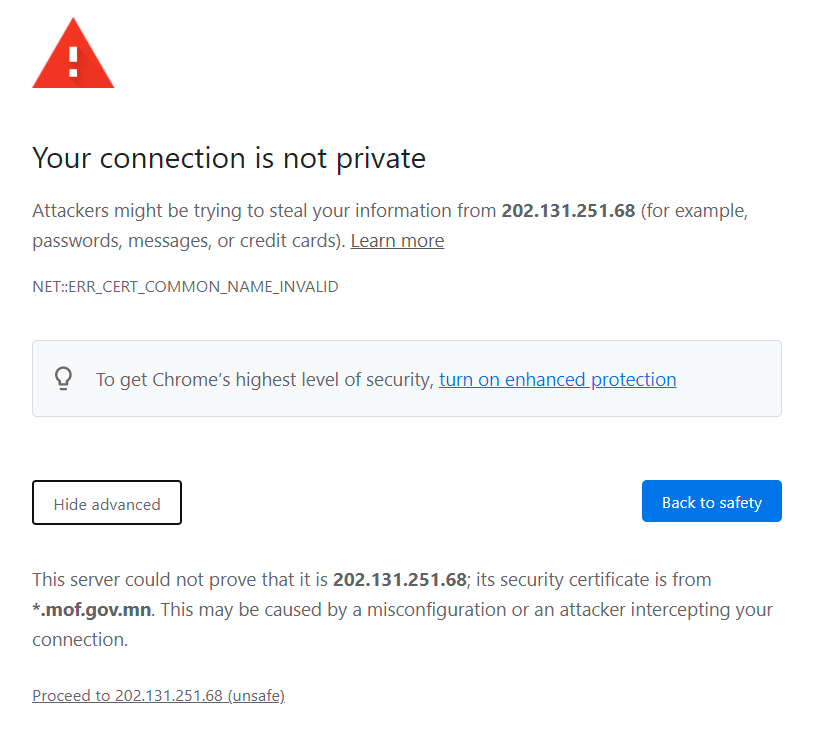 Your connection is not private
Attackers might be trying to steal your information from 202.131.251.68 (for example,
passwords, messages, or credit cards). Learn more
NET::ERR_CERT_COMMON_NAME_INVALID
To get Chrome's highest level of security, turn on enhanced protection
Hide advanced
Back to safety
This server could not prove that it is 202.131.251.68; its security certificate is from
*.mof.gov.mn. This may be caused by a misconfiguration or an attacker intercepting your
connection.
Proceed to 202.131.251.68 (unsafe)